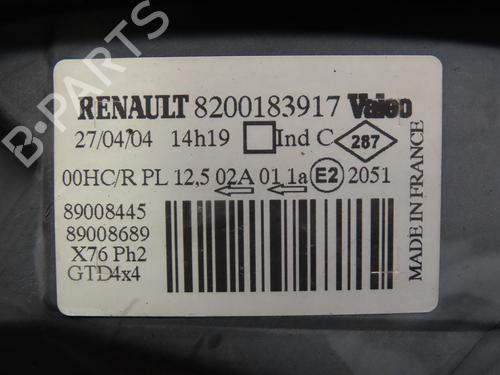 RENAULT 8200183917 Valeo
27/04/04 14h19 Ind C 287
00HC/R PL 12,5 02A 01 1a E2 2051
89008445
89008689
X76 Ph2
GTD4x4
MADE IN FRANCE